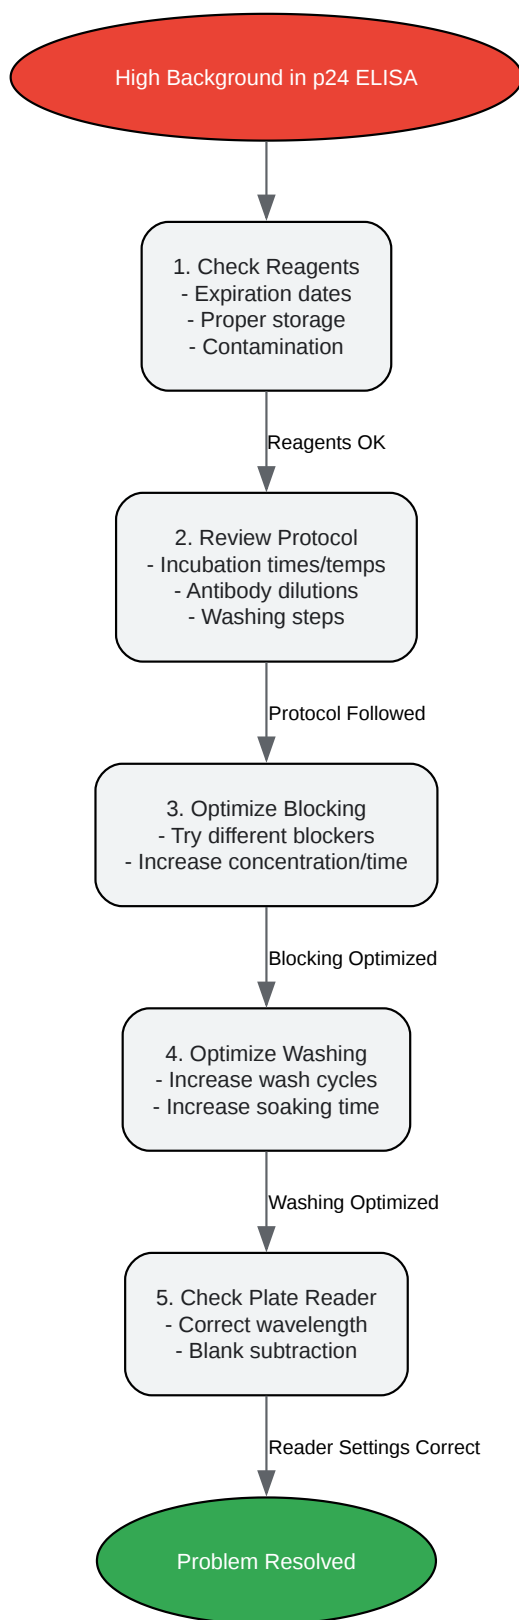 High Background in p24 ELISA
1. Check Reagents
- Expiration dates
- Proper storage
- Contamination
Reagents OK
2. Review Protocol
- Incubation times/temps
- Antibody dilutions
- Washing steps
Protocol Followed
3. Optimize Blocking
- Try different blockers
- Increase concentration/time
Blocking Optimized
4. Optimize Washing
- Increase wash cycles
- Increase soaking time
Washing Optimized
5. Check Plate Reader
- Correct wavelength
- Blank subtraction
Reader Settings Correct
Problem Resolved